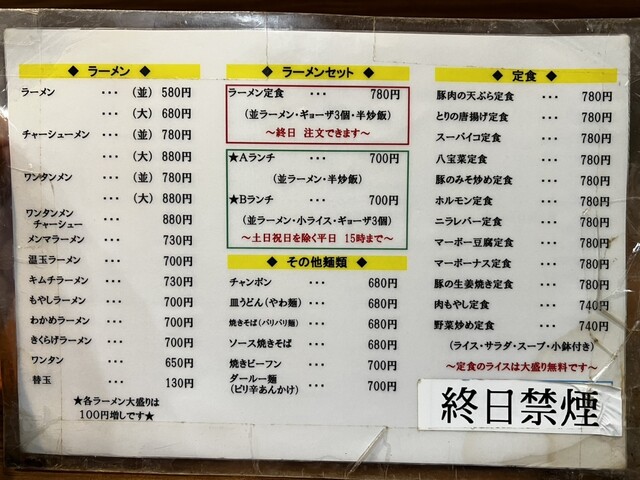 ◆ ラーメン ◆
ラーメン ・・・ (並) 580円
・・・ (大) 680円
チャーシューメン ・・・ (並) 780円
・・・ (大) 880円
ワンタンメン ・・・ (並) 780円
・・・ (大) 880円
ワンタンメン
チャーシュー ・・・ 880円
メンマラーメン ・・・ 730円
温玉ラーメン ・・・ 700円
キムチラーメン ・・・ 730円
もやしラーメン ・・・ 700円
わかめラーメン ・・・ 700円
きくらげラーメン ・・・ 700円
ワンタン ・・・ 650円
替玉 ・・・ 130円
★各ラーメン大盛りは
100円増しです★
◆ ラーメンセット ◆
ラーメン定食 ・・・ 780円
(並ラーメン・ギョーザ3個・半炒飯)
～終日 注文できます～
★Aランチ ・・・ 700円
(並ラーメン・半炒飯)
★Bランチ ・・・ 700円
(並ラーメン・小ライス・ギョーザ3個)
～土日祝日を除く平日 15時まで～
◆ その他麺類 ◆
チャンポン ・・・ 680円
皿うどん(やわ麺) ・・・ 680円
焼きそば(パリパリ麺) ・・・ 680円
ソース焼きそば ・・・ 680円
焼きビーフン ・・・ 700円
ダールー麺
(ピリ辛あんかけ) ・・・ 700円
◆ 定食 ◆
豚肉の天ぷら定食 ・・・ 780円
とりの唐揚げ定食 ・・・ 780円
スーパイコ定食 ・・・ 780円
八宝菜定食 ・・・ 780円
豚のみそ炒め定食 ・・・ 780円
ホルモン定食 ・・・ 780円
ニラレバー定食 ・・・ 780円
マーボー豆腐定食 ・・・ 780円
マーボーナス定食 ・・・ 780円
豚の生姜焼き定食 ・・・ 780円
肉もやし定食 ・・・ 740円
野菜炒め定食 ・・・ 740円
(ライス・サラダ・スープ・小鉢付き)
～定食のライスは大盛り無料です～
終日禁煙